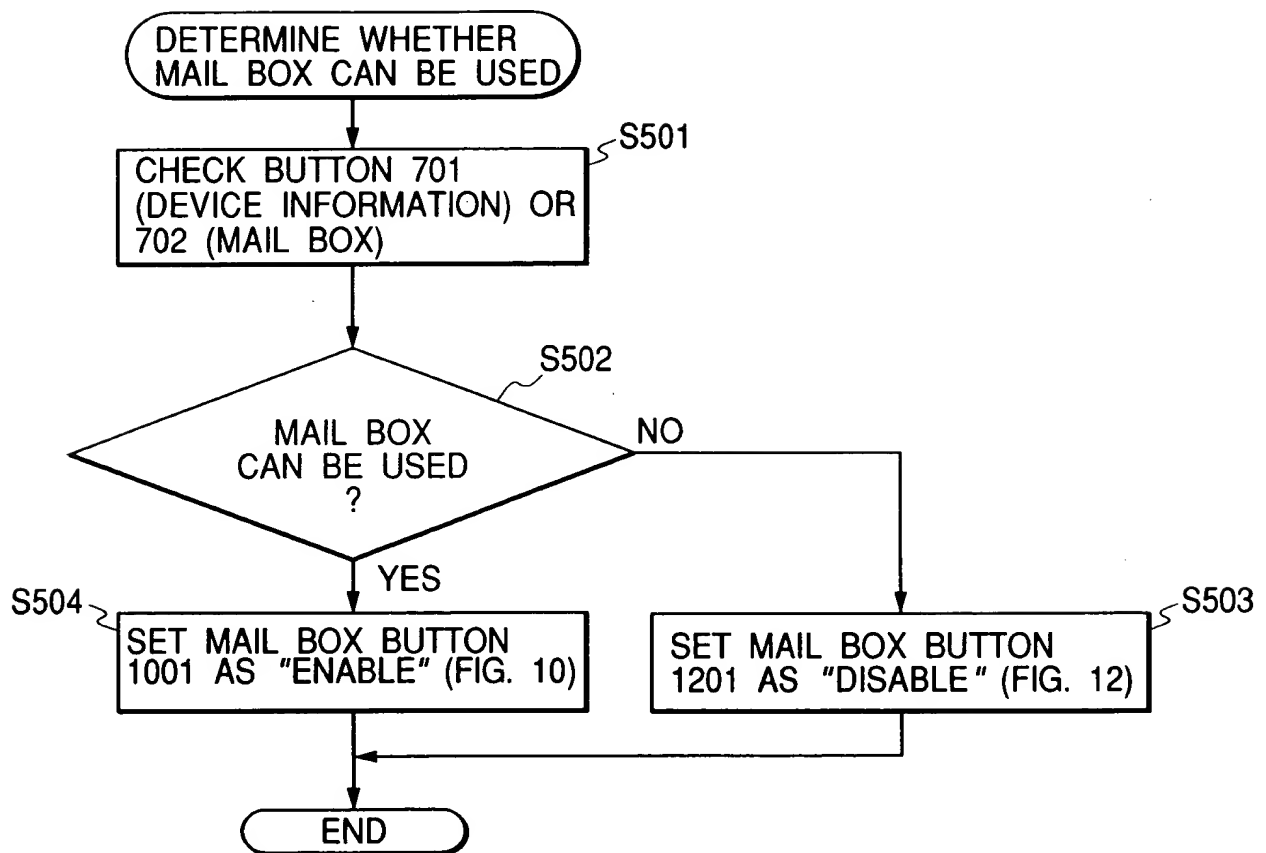 DETERMINE WHETHER
MAIL BOX CAN BE USED
S501
CHECK BUTTON 701
(DEVICE INFORMATION) OR
702 (MAIL BOX)
S502
MAIL BOX
CAN BE USED
?
NO
YES
S504
SET MAIL BOX BUTTON
1001 AS "ENABLE" (FIG. 10)
S503
SET MAIL BOX BUTTON
1201 AS "DISABLE" (FIG. 12)
END